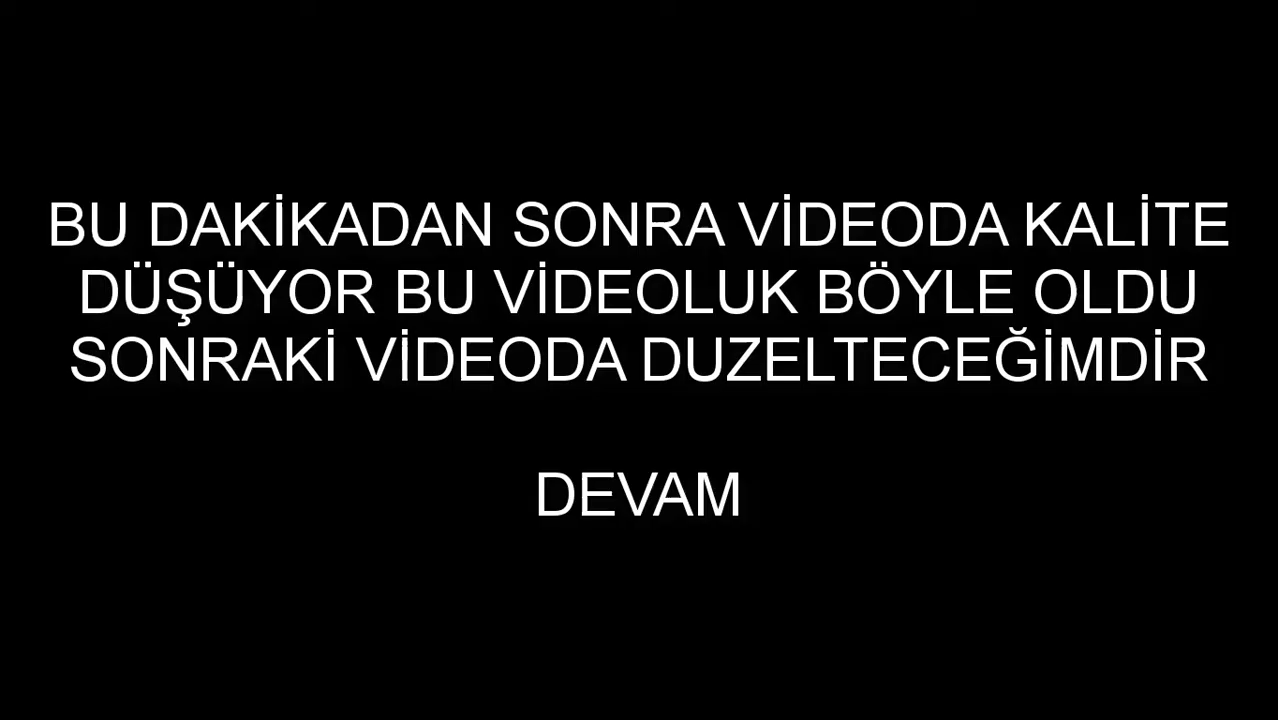 BU DAKİKADAN SONRA VİDEODA KALİTE
DÜŞÜYOR BU VİDEOLUK BÖYLE OLDU
SONRAKİ VİDEODA DUZELTECEĞİMDİR
DEVAM